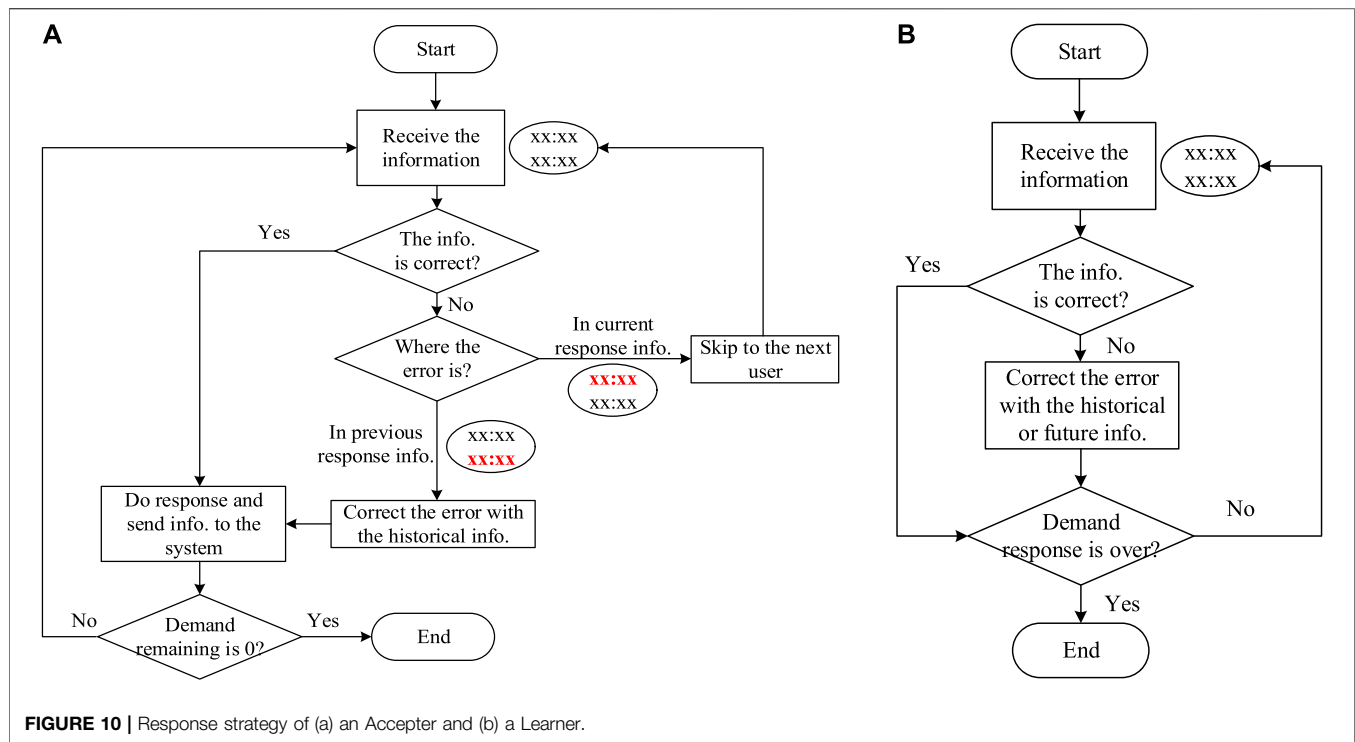 A
Start
Receive the
information
xx:xx
xx:xx
Yes
The info.
is correct?
No
Where the
error is?
In current
response info.
xx:xx
xx:xx
Skip to the next
user
In previous
response info.
xx:xx
xx:xx
Do response and
send info. to the
system
Correct the error with
the historical info.
No
Demand
remaining is 0?
Yes
End
B
Start
Receive the
information
xx:xx
xx:xx
Yes
The info.
is correct?
No
Correct the error
with the historical
or future info.
Demand
response is over?
No
Yes
End
FIGURE 10 | Response strategy of (a) an Accepter and (b) a Learner.